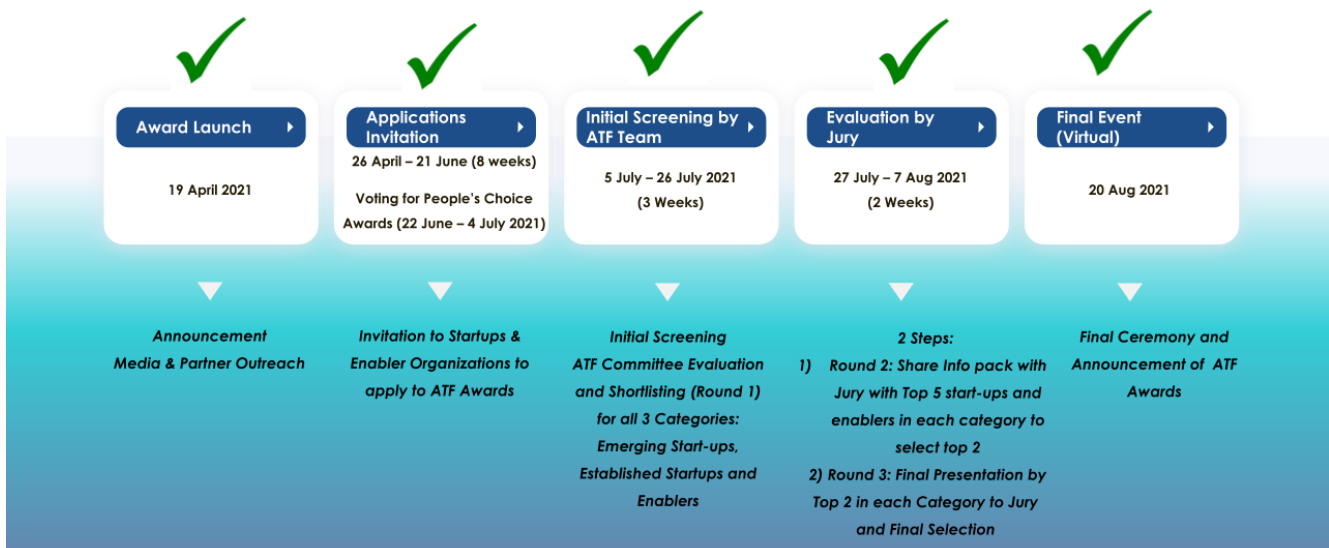 Award Launch
19 April 2021
Announcement
Media & Partner Outreach
Applications
Invitation
26 April – 21 June (8 weeks)
Voting for People's Choice
Awards (22 June – 4 July 2021)
Invitation to Startups &
Enabler Organizations to
apply to ATF Awards
Initial Screening by
ATF Team
5 July – 26 July 2021
(3 Weeks)
Initial Screening
ATF Committee Evaluation
and Shortlisting (Round 1)
for all 3 Categories:
Emerging Start-ups,
Established Startups and
Enablers
Evaluation by
Jury
27 July – 7 Aug 2021
(2 Weeks)
2 Steps:
1) Round 2: Share Info pack with
Jury with Top 5 start-ups and
enablers in each category to
select top 2
2) Round 3: Final Presentation by
Top 2 in each Category to Jury
and Final Selection
Final Event
(Virtual)
20 Aug 2021
Final Ceremony and
Announcement of ATF
Awards